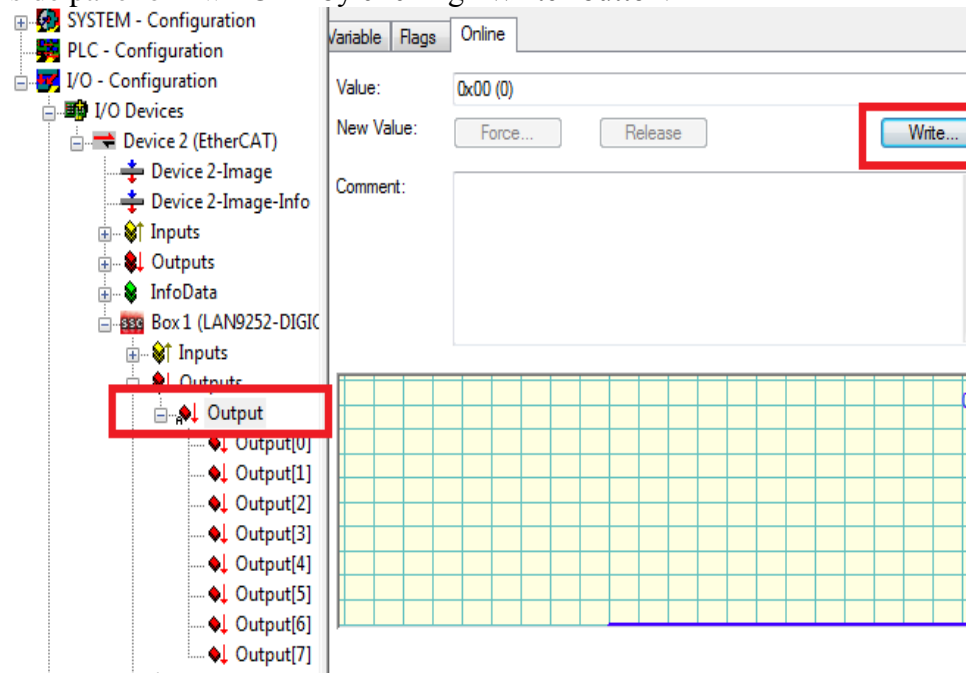 SYSTEM - Configuration
PLC - Configuration
I/O - Configuration
I/O Devices
Device 2 (EtherCAT)
Device 2-Image
Device 2-Image-Info
Inputs
Outputs
InfoData
Box 1 (LAN9252-DIGIC
Inputs
Outputs
Output
Output[0]
Output[1]
Output[2]
Output[3]
Output[4]
Output[5]
Output[6]
Output[7]
Variable Flags Online
Value: 0x00 (0)
New Value: Force... Release Write...
Comment: